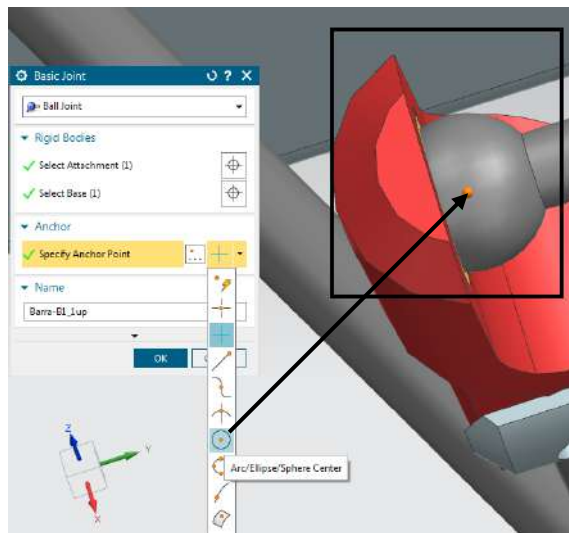 Basic Joint
Ball Joint
Rigid Bodies
Select Attachment (1)
Select Base (1)
Anchor
Specify Anchor Point
Name
Barra-B1_1up
OK
Arc/Ellipse/Sphere Center
Z
Y
X